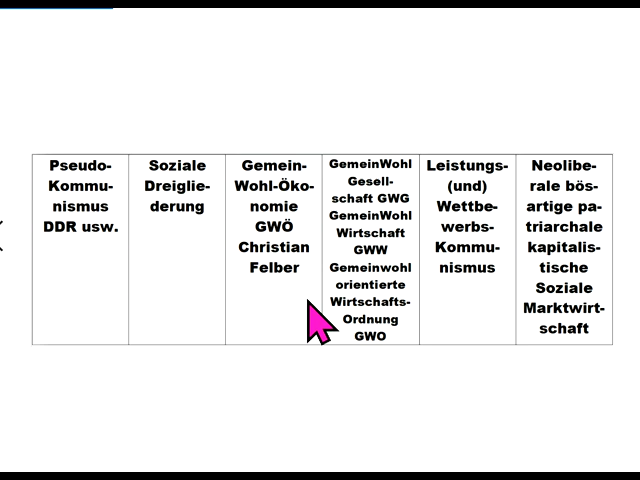 Pseudo-
Kommu-
nismus
DDR usw.
Soziale
Dreiglie-
derung
Gemein-
Wohl-Öko-
nomie
GWÖ
Christian
Felber
GemeinWohl
Gesell-
schaft GWG
GemeinWohl
Wirtschaft
GWW
Gemeinwohl
orientierte
Wirtschafts-
Ordnung
GWO
Leistungs-
(und)
Wettbe-
werbs-
Kommu-
nismus
Neolibe-
rale bös-
artige pa-
triarchale
kapitalis-
tische
Soziale
Marktwirt-
schaft